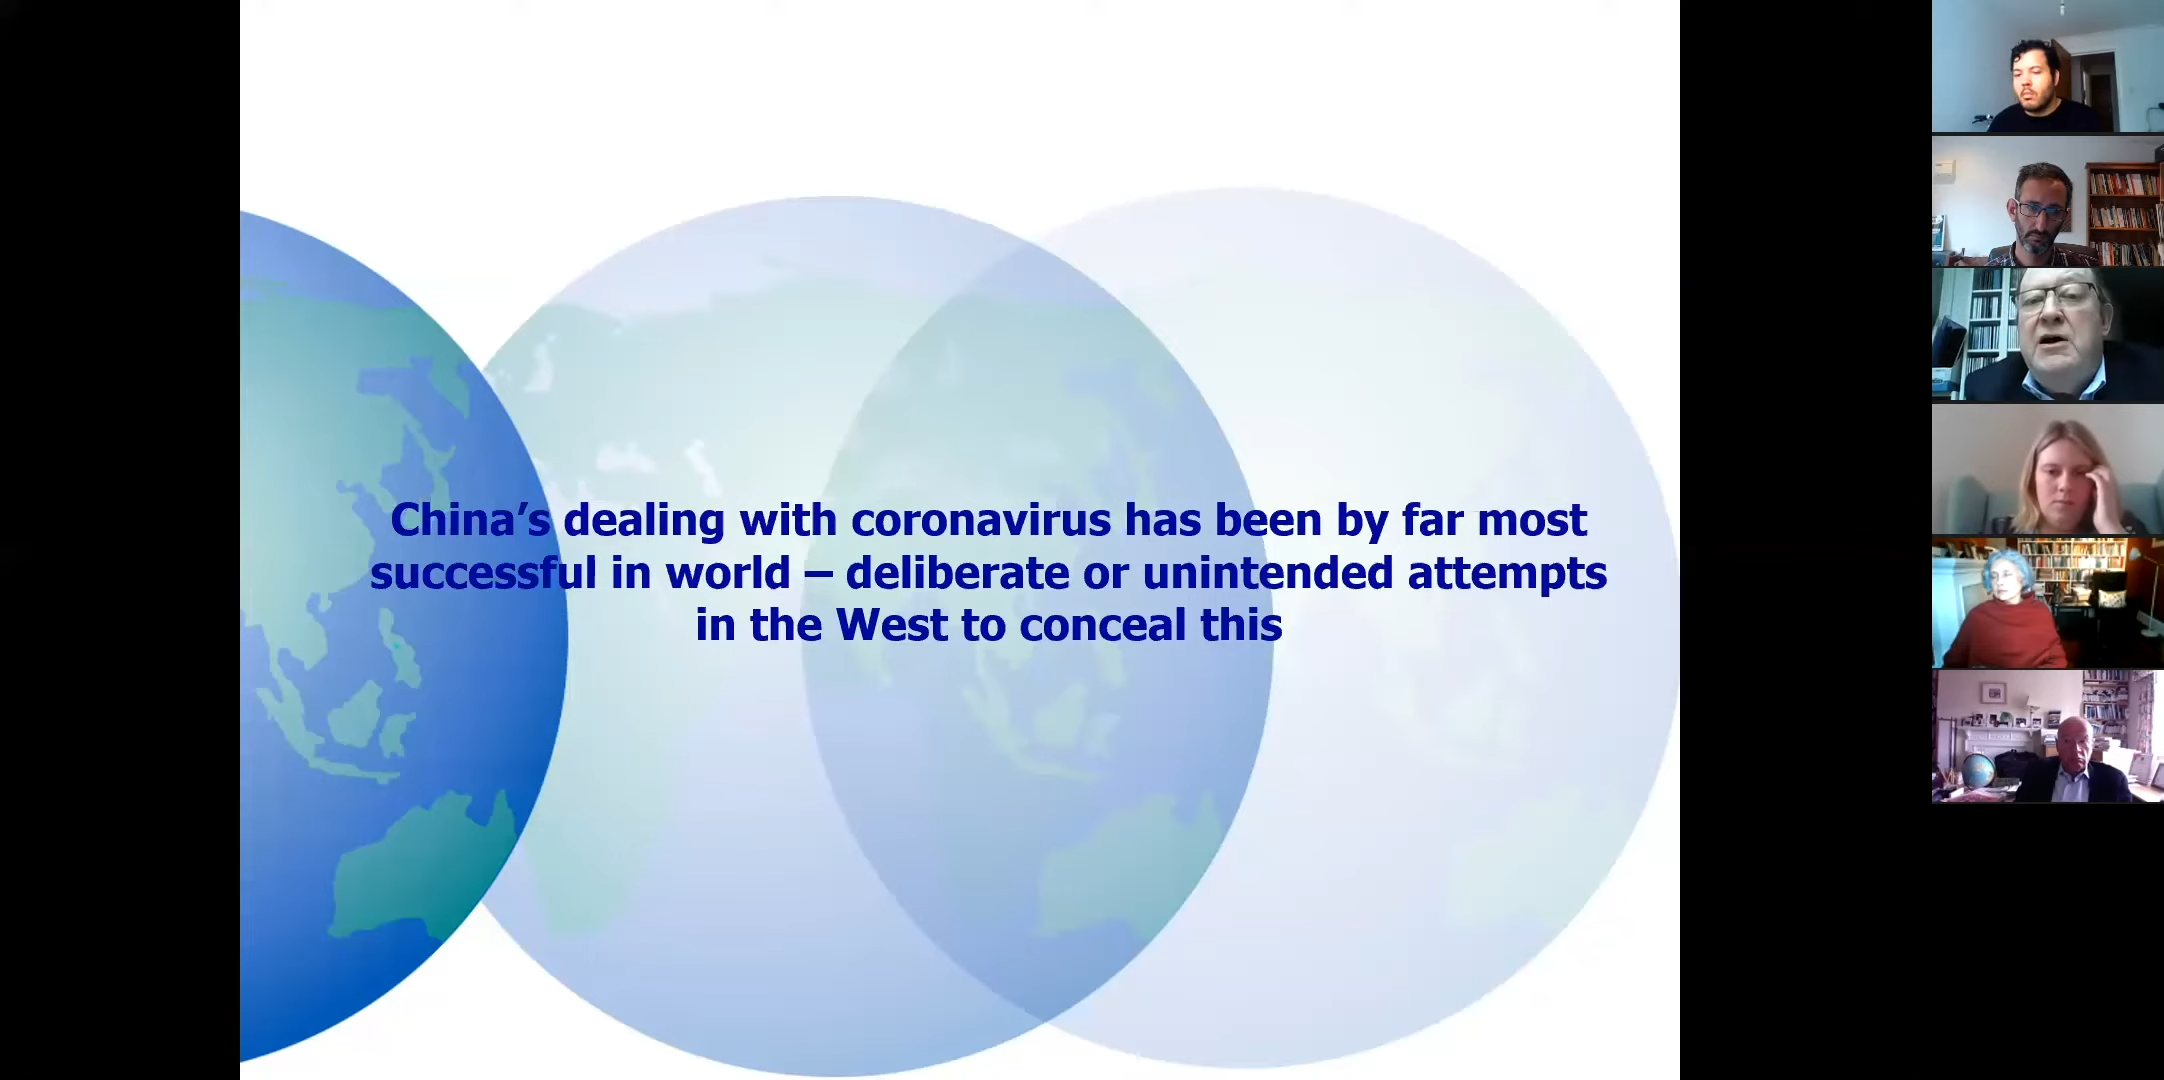 China’s dealing with coronavirus has been by far most
successful in world – deliberate or unintended attempts
in the West to conceal this